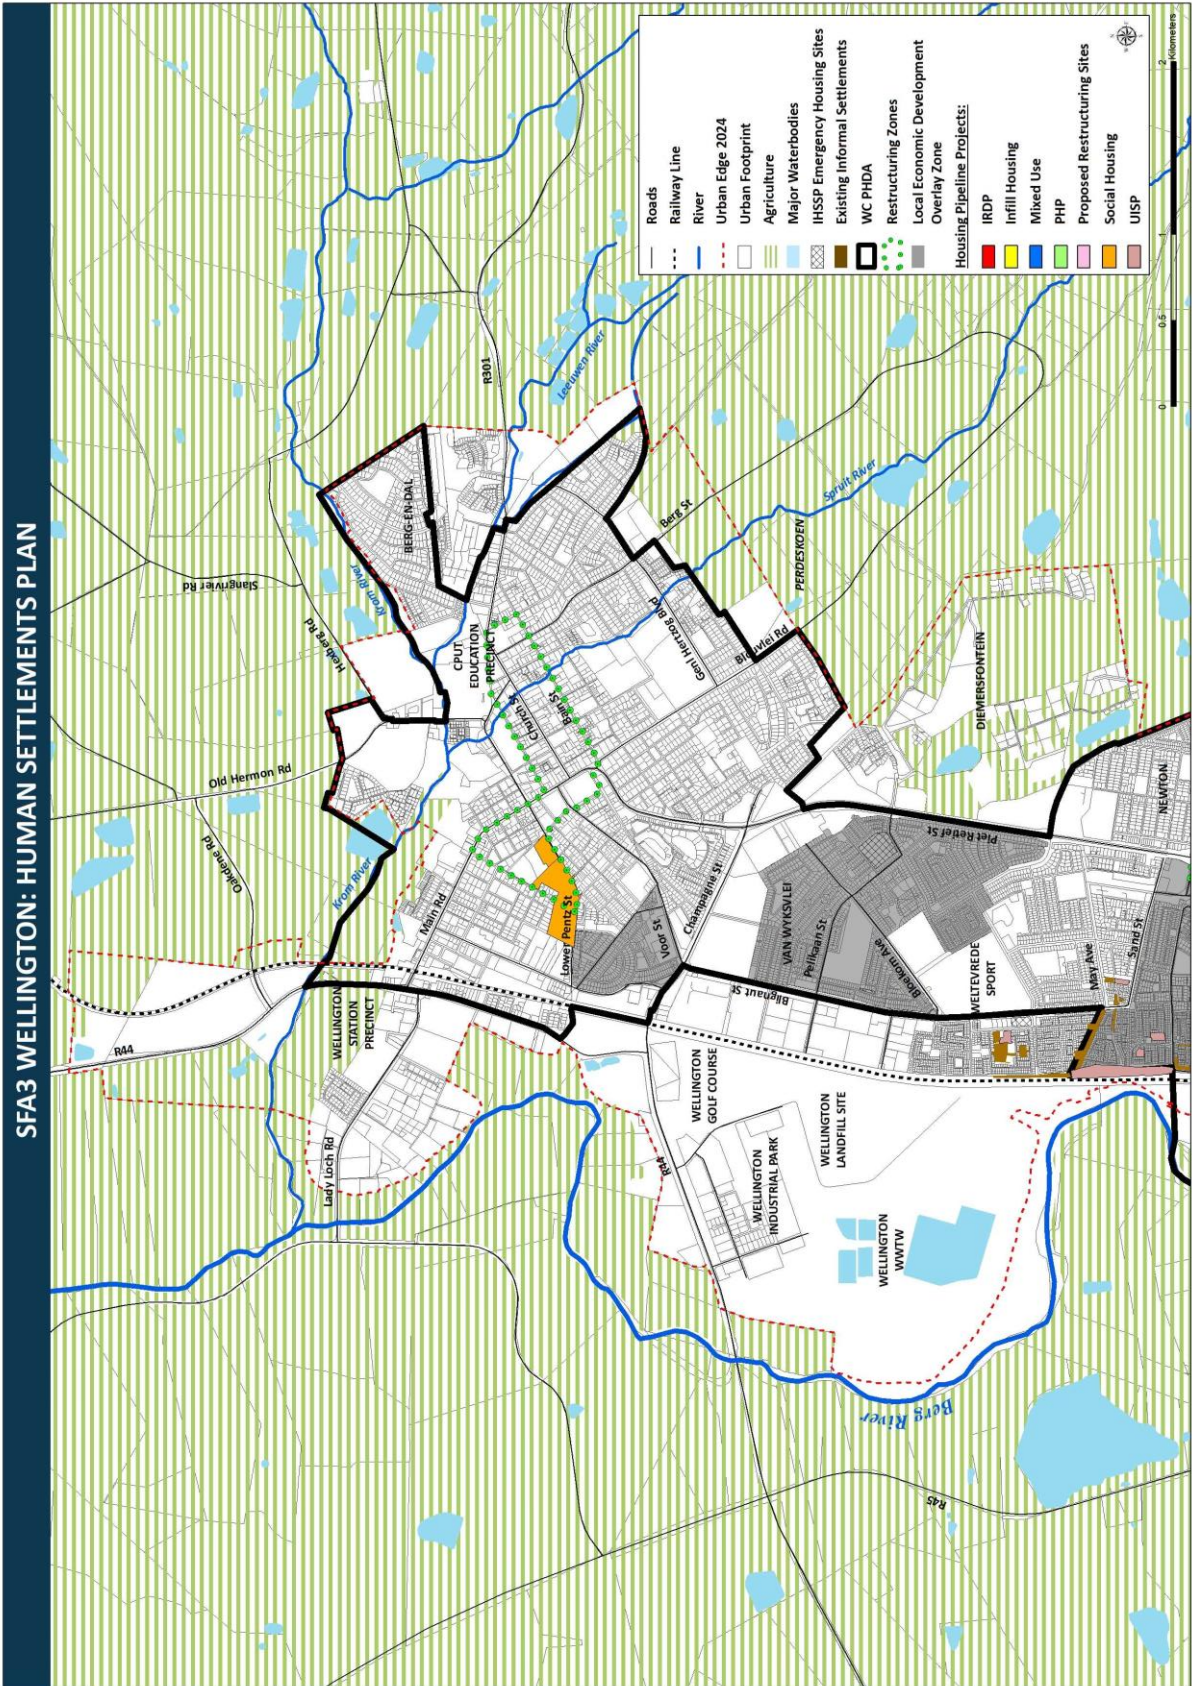 SFA3 WELLINGTON: HUMAN SETTLEMENTS PLAN
R44
Oakdene Rd
Old Hermon Rd
Slangrivier Rd
Hexberg Rd
Krom River
Krom River
BERG-EN-DAL
R301
Leeuwen River
Lady Loch Rd
WELLINGTON
STATION
PRECINCT
Main Rd
CPUT
EDUCATION
PRECINCT
Church St
Bain St
Lower Pentz St
Voor St
Champagne St
Genl Hertzog Blvd
Berg St
Blouvlei Rd
PERDESKOEN
Spruit River
R44
WELLINGTON
GOLF COURSE
WELLINGTON
INDUSTRIAL PARK
WELLINGTON
LANDFILL SITE
WELLINGTON
WWTW
Blignaut St
VAN WYKSVLEI
Pelikaan St
Bloekom Ave
Piet Retief St
DIEMERSFONTEIN
WELTEVREDE
SPORT
May Ave
Sand St
NEWTON
Berg River
R45
Roads
Railway Line
River
Urban Edge 2024
Urban Footprint
Agriculture
Major Waterbodies
IHSSP Emergency Housing Sites
Existing Informal Settlements
WC PHDA
Restructuring Zones
Local Economic Development
Overlay Zone
Housing Pipeline Projects:
IRDP
Infill Housing
Mixed Use
PHP
Proposed Restructuring Sites
Social Housing
UISP
0 0.5 1 2
Kilometers